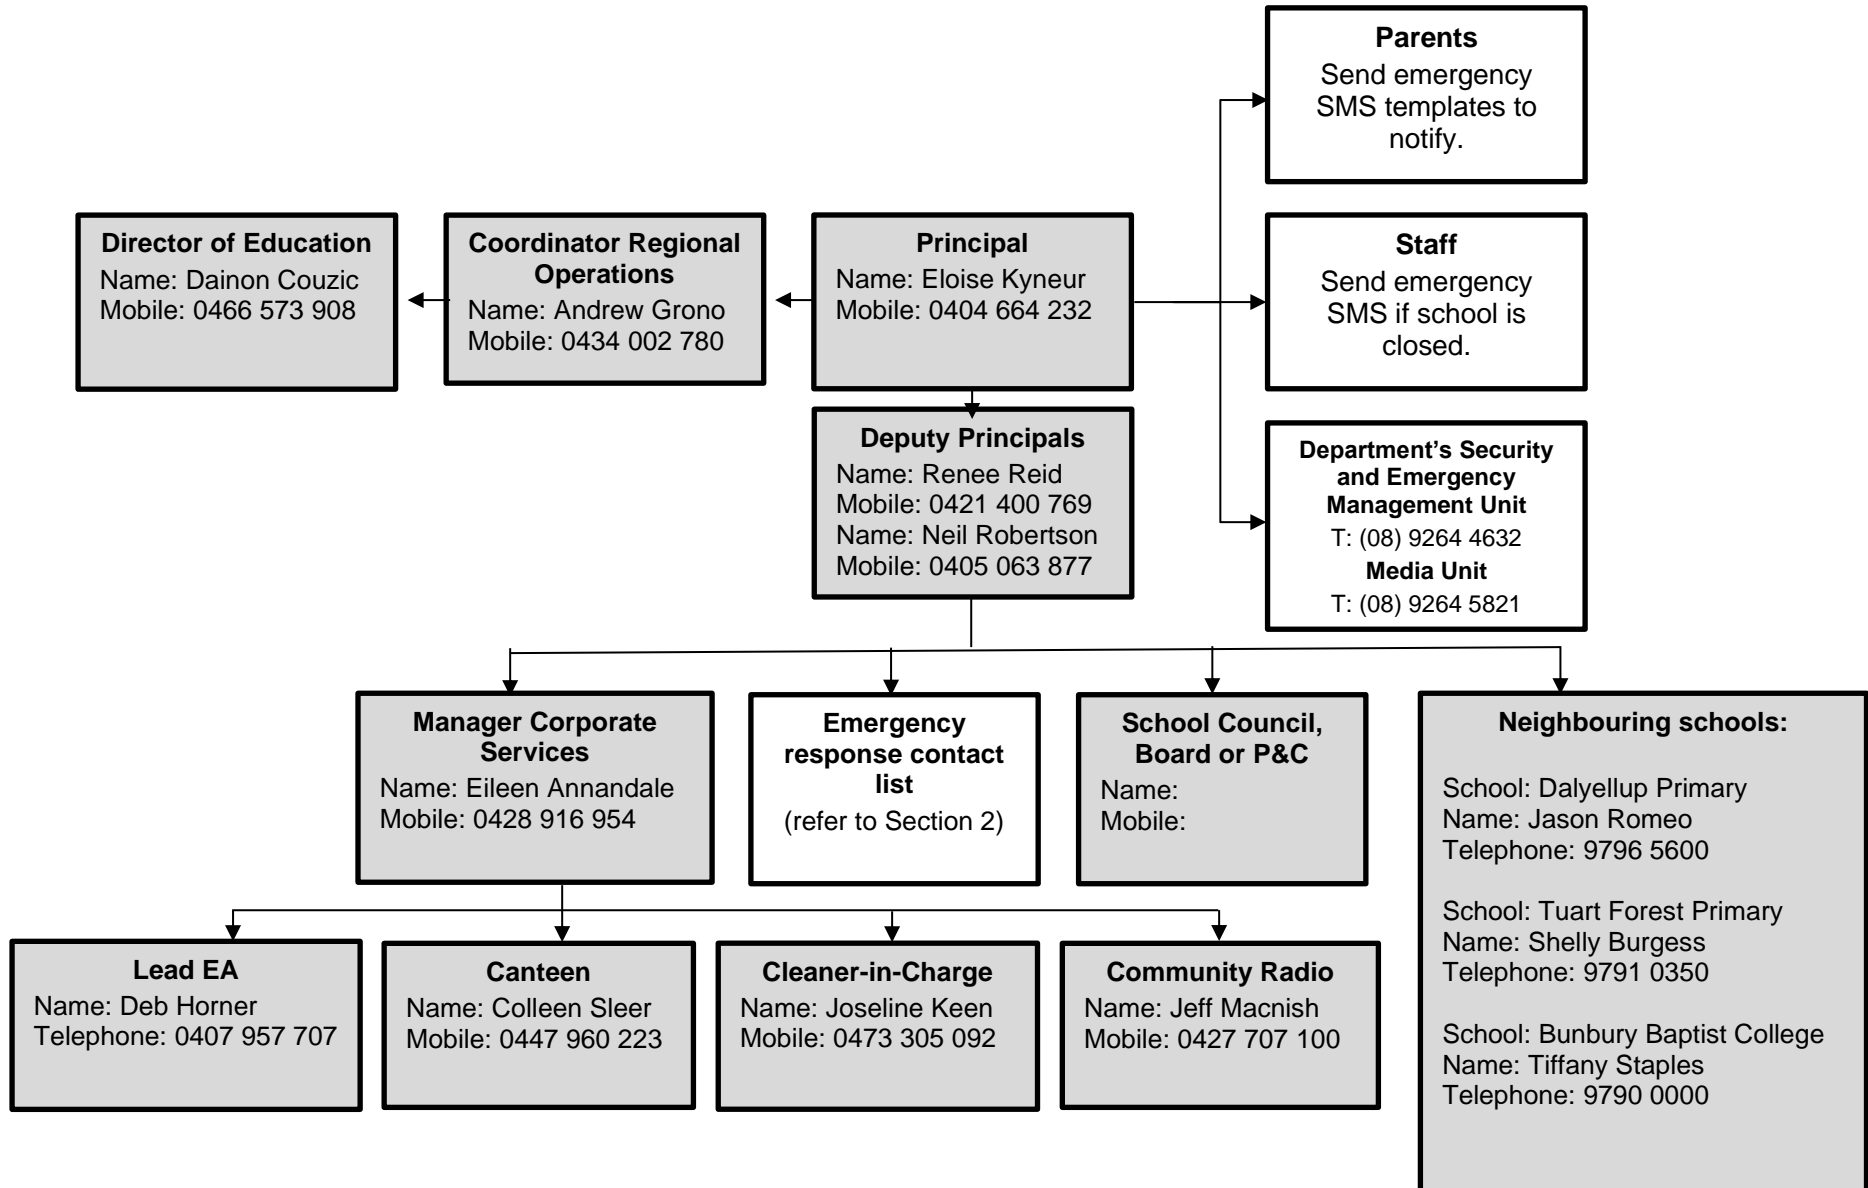 Parents
Send emergency
SMS templates to
notify.
Director of Education
Name: Dainon Couzic
Mobile: 0466 573 908
Coordinator Regional
Operations
Name: Andrew Grono
Mobile: 0434 002 780
Principal
Name: Eloise Kyneur
Mobile: 0404 664 232
Staff
Send emergency
SMS if school is
closed.
Deputy Principals
Name: Renee Reid
Mobile: 0421 400 769
Name: Neil Robertson
Mobile: 0405 063 877
Department’s Security
and Emergency
Management Unit
T: (08) 9264 4632
Media Unit
T: (08) 9264 5821
Manager Corporate
Services
Name: Eileen Annandale
Mobile: 0428 916 954
Emergency
response contact
list
(refer to Section 2)
School Council,
Board or P&C
Name:
Mobile:
Neighbouring schools:
School: Dalyellup Primary
Name: Jason Romeo
Telephone: 9796 5600
School: Tuart Forest Primary
Name: Shelly Burgess
Telephone: 9791 0350
School: Bunbury Baptist College
Name: Tiffany Staples
Telephone: 9790 0000
Lead EA
Name: Deb Horner
Telephone: 0407 957 707
Canteen
Name: Colleen Sleer
Mobile: 0447 960 223
Cleaner-in-Charge
Name: Joseline Keen
Mobile: 0473 305 092
Community Radio
Name: Jeff Macnish
Mobile: 0427 707 100